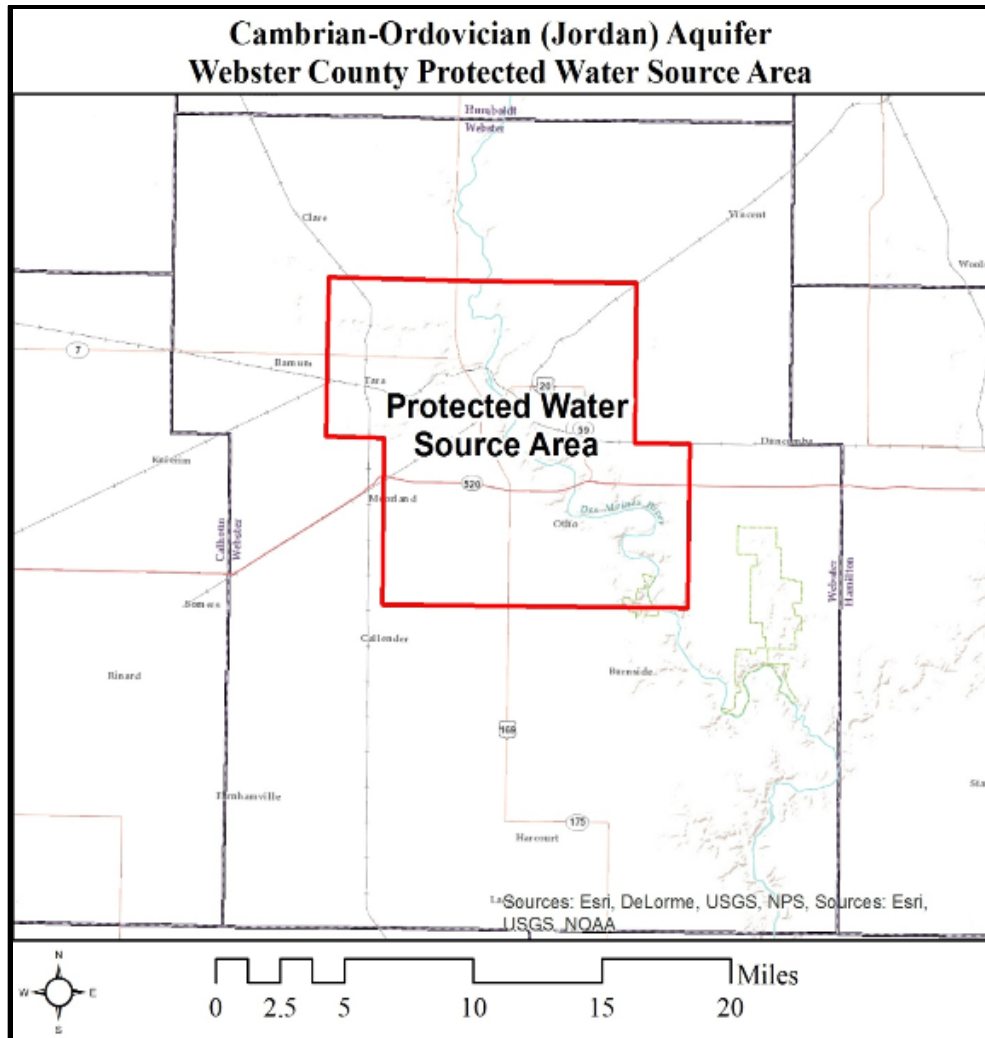 Cambrian-Ordovician (Jordan) Aquifer
Webster County Protected Water Source Area
Humboldt
Webster
Clare
Vincent
7
Barnum
Tara
20
Protected Water
Source Area
59
Duncombe
Knierim
Moorland
520
Otho
Des Moines River
Calhoun
Webster
Webster
Hamilton
Somers
Callender
Rinard
Burnside
169
Farnhamville
175
Harcourt
Sources: Esri, DeLorme, USGS, NPS, Sources: Esri,
USGS, NOAA
N
W
E
S
Miles
0 2.5 5 10 15 20